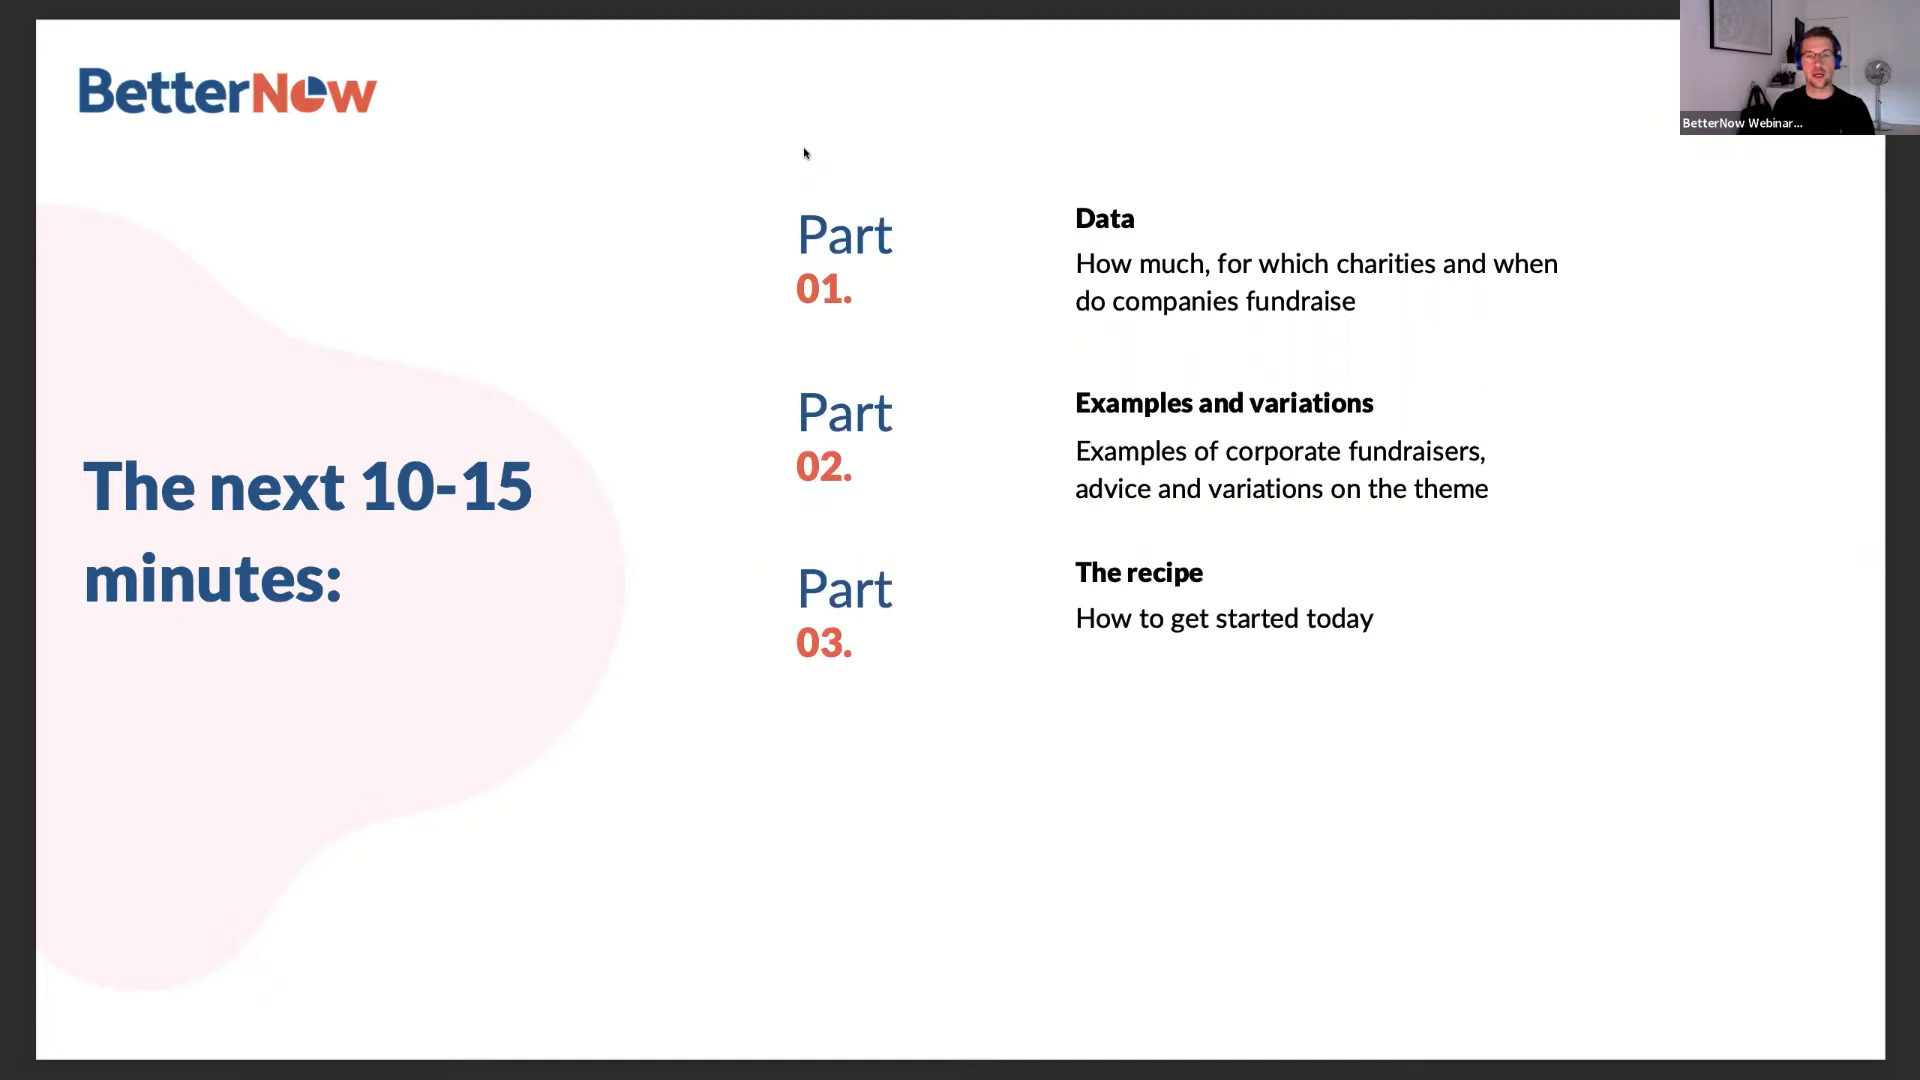 BetterNow
BetterNow Webinar...
The next 10-15
minutes:
Part
01.
Data
How much, for which charities and when
do companies fundraise
Part
02.
Examples and variations
Examples of corporate fundraisers,
advice and variations on the theme
Part
03.
The recipe
How to get started today